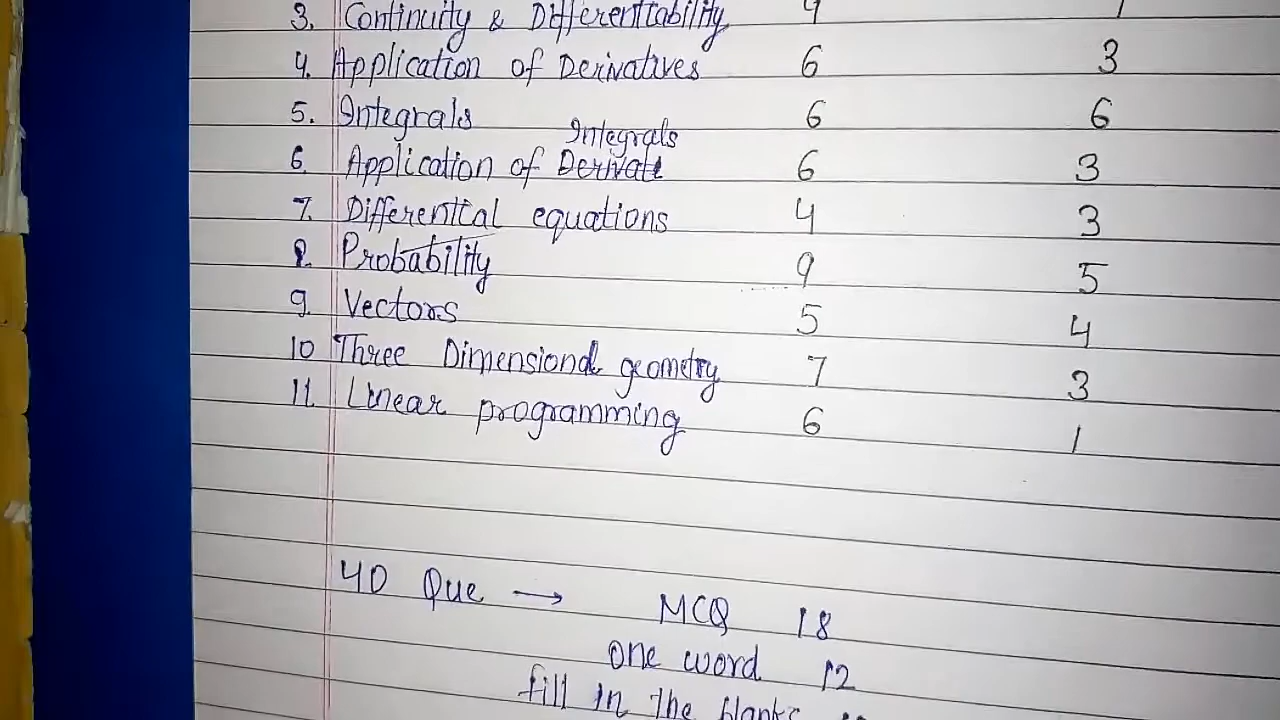 3. Continuity & Differentiability 9
4. Application of Derivatives 6 3
5. Integrals 6 6
Integrals
6. Application of Derivate 6 3
7. Differential equations 4 3
8. Probability 9 5
9. Vectors 5 4
10 Three Dimensional geometry 7 3
11. Linear programming 6 1
40 Que → MCQ 18
one word 12
fill in the blanks